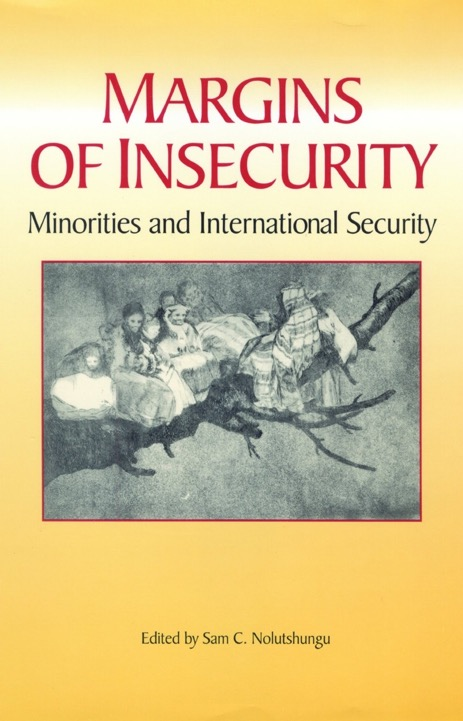 MARGINS
OF INSECURITY
Minorities and International Security
Edited by Sam C. Nolutshungu